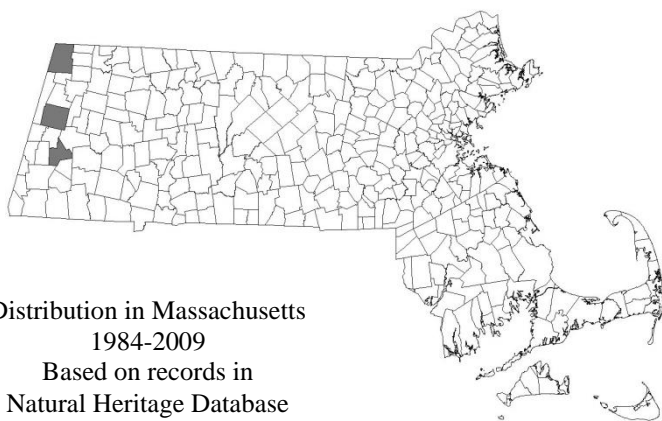 Distribution in Massachusetts
1984-2009
Based on records in
Natural Heritage Database